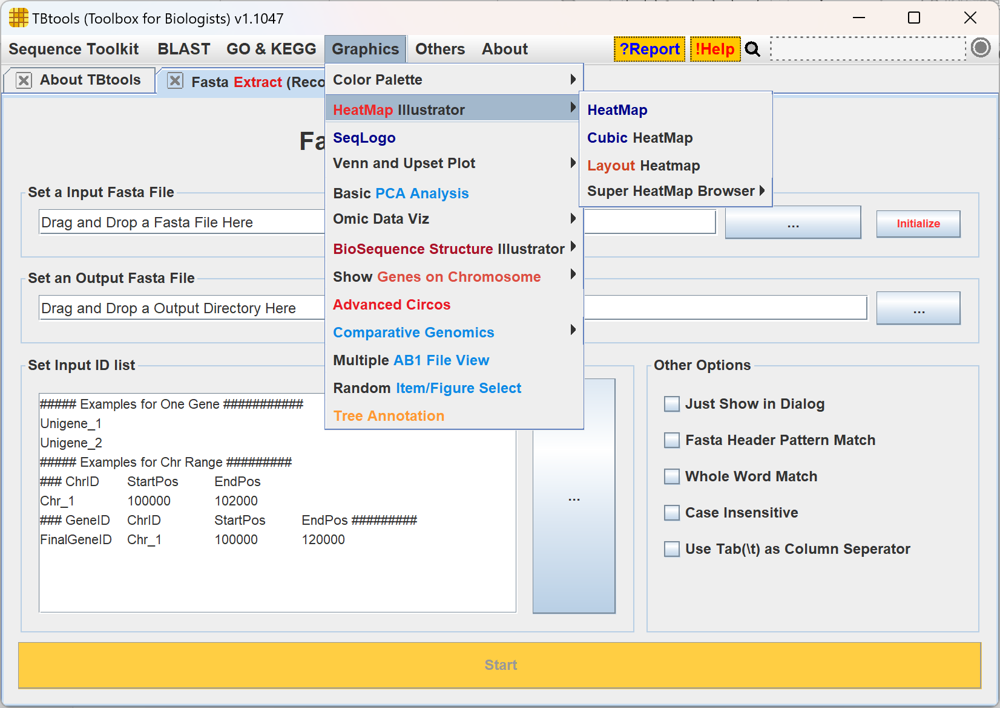 TBtools (Toolbox for Biologists) v1.1047
Sequence Toolkit BLAST GO & KEGG Graphics Others About ?Report !Help
About TBtools
Fasta Extract (Reco
Color Palette
HeatMap Illustrator
SeqLogo
Venn and Upset Plot
Basic PCA Analysis
Omic Data Viz
BioSequence Structure Illustrator
Show Genes on Chromosome
Advanced Circos
Comparative Genomics
Multiple AB1 File View
Random Item/Figure Select
Tree Annotation
HeatMap
Cubic HeatMap
Layout Heatmap
Super HeatMap Browser
Fa
Set a Input Fasta File
Drag and Drop a Fasta File Here
...
Initialize
Set an Output Fasta File
Drag and Drop a Output Directory Here
...
Set Input ID list
##### Examples for One Gene ###########
Unigene_1
Unigene_2
##### Examples for Chr Range #########
### ChrID StartPos EndPos
Chr_1 100000 102000
### GeneID ChrID StartPos EndPos #########
FinalGeneID Chr_1 100000 120000
...
Other Options
Just Show in Dialog
Fasta Header Pattern Match
Whole Word Match
Case Insensitive
Use Tab(\t) as Column Seperator
Start